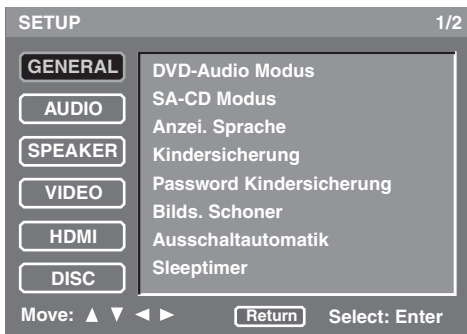 SETUP 1/2
GENERAL
AUDIO
SPEAKER
VIDEO
HDMI
DISC
DVD-Audio Modus
SA-CD Modus
Anzei. Sprache
Kindersicherung
Password Kindersicherung
Bilds. Schoner
Ausschaltautomatik
Sleeptimer
Move: ▲ ▼ ◄ ► Return Select: Enter